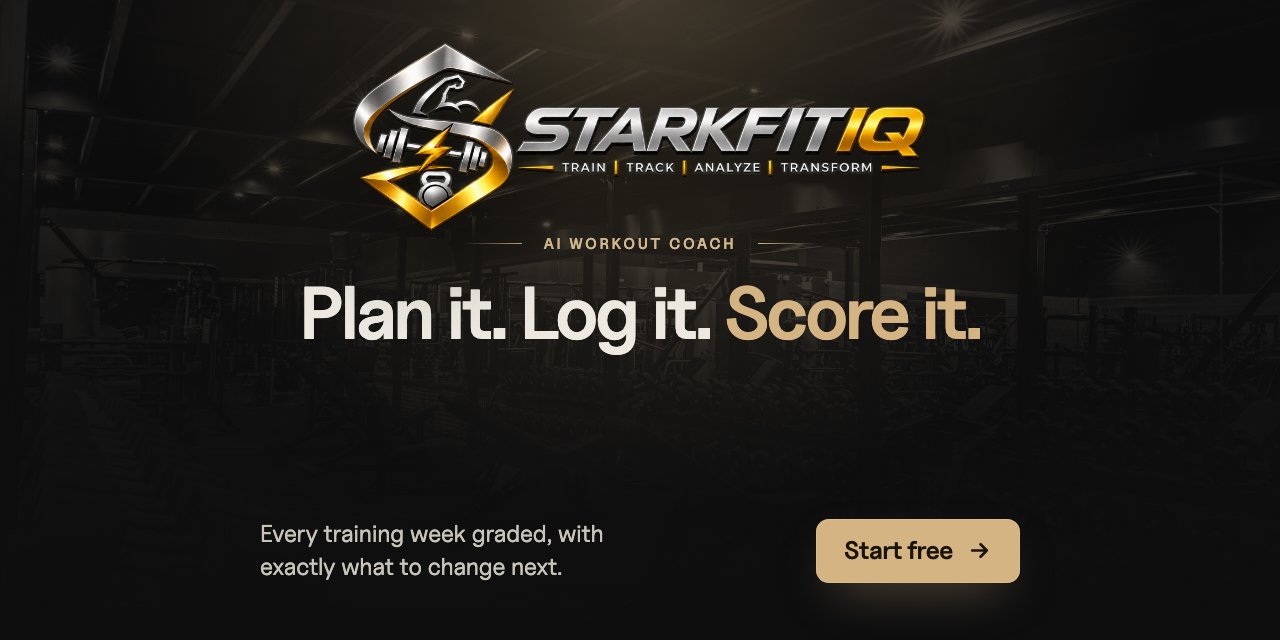 STARKFITIQ
TRAIN | TRACK | ANALYZE | TRANSFORM
AI WORKOUT COACH
Plan it. Log it. Score it.
Every training week graded, with
exactly what to change next.
Start free →